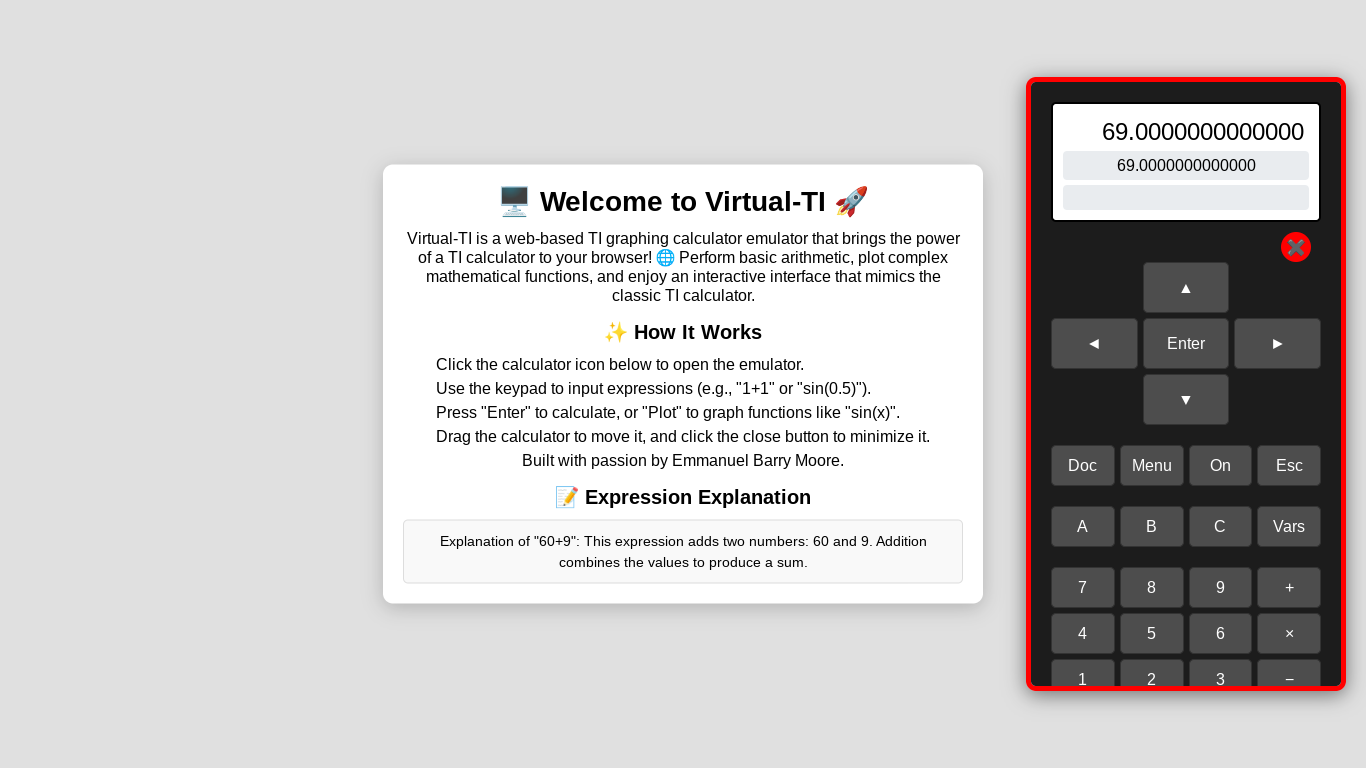 🖥️ Welcome to Virtual-TI 🚀
Virtual-TI is a web-based TI graphing calculator emulator that brings the power
of a TI calculator to your browser! 🌐 Perform basic arithmetic, plot complex
mathematical functions, and enjoy an interactive interface that mimics the
classic TI calculator.
✨ How It Works
Click the calculator icon below to open the emulator.
Use the keypad to input expressions (e.g., "1+1" or "sin(0.5)").
Press "Enter" to calculate, or "Plot" to graph functions like "sin(x)".
Drag the calculator to move it, and click the close button to minimize it.
Built with passion by Emmanuel Barry Moore.
📝 Expression Explanation
Explanation of "60+9": This expression adds two numbers: 60 and 9. Addition
combines the values to produce a sum.
69.0000000000000
69.0000000000000
✖️
▲
◄ Enter ►
▼
Doc Menu On Esc
A B C Vars
7 8 9 +
4 5 6 ×
1 2 3 −